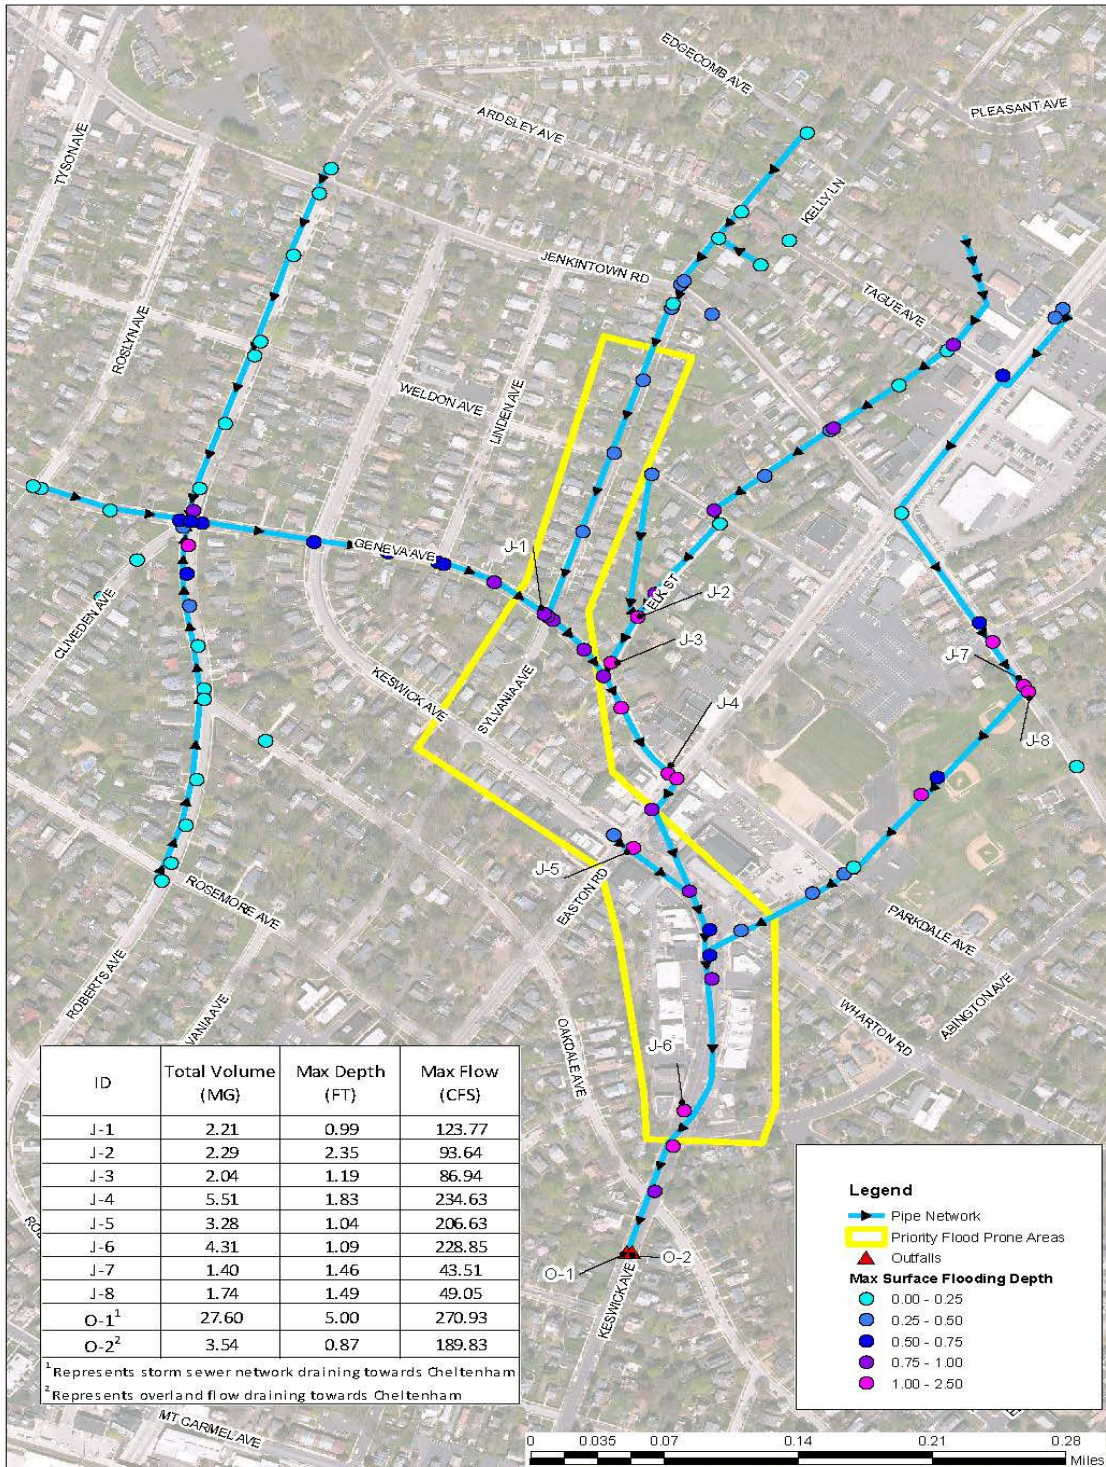 EDGECOMB AVE
PLEASANT AVE
ARDSLEY AVE
TYSON AVE
KELLY LN
JENKINTOWN RD
TAGUE AVE
ROSLYN AVE
WELDON AVE
LINDEN AVE
GENEVA AVE
J-1
ELK ST
J-2
CLIVEDEN AVE
J-3
J-7
KESWICK AVE
SYLVANIA AVE
J-4
J-8
J-5
ROSEMORE AVE
EASTON RD
PARKDALE AVE
ROBERTS AVE
VANIA AVE
ABINGTON AVE
WHARTON RD
OAKDALE AVE
J-6
O-1
O-2
KESWICK AVE
ID Total Volume (MG) Max Depth (FT) Max Flow (CFS)
J-1 2.21 0.99 123.77
J-2 2.29 2.35 93.64
J-3 2.04 1.19 86.94
J-4 5.51 1.83 234.63
J-5 3.28 1.04 206.63
J-6 4.31 1.09 228.85
J-7 1.40 1.46 43.51
J-8 1.74 1.49 49.05
O-1¹ 27.60 5.00 270.93
O-2² 3.54 0.87 189.83
¹Represents storm sewer network draining towards Cheltenham
²Represents overland flow draining towards Cheltenham
MT CARMEL AVE
Legend
Pipe Network
Priority Flood Prone Areas
Outfalls
Max Surface Flooding Depth
0.00 - 0.25
0.25 - 0.50
0.50 - 0.75
0.75 - 1.00
1.00 - 2.50
0 0.035 0.07 0.14 0.21 0.28
Miles